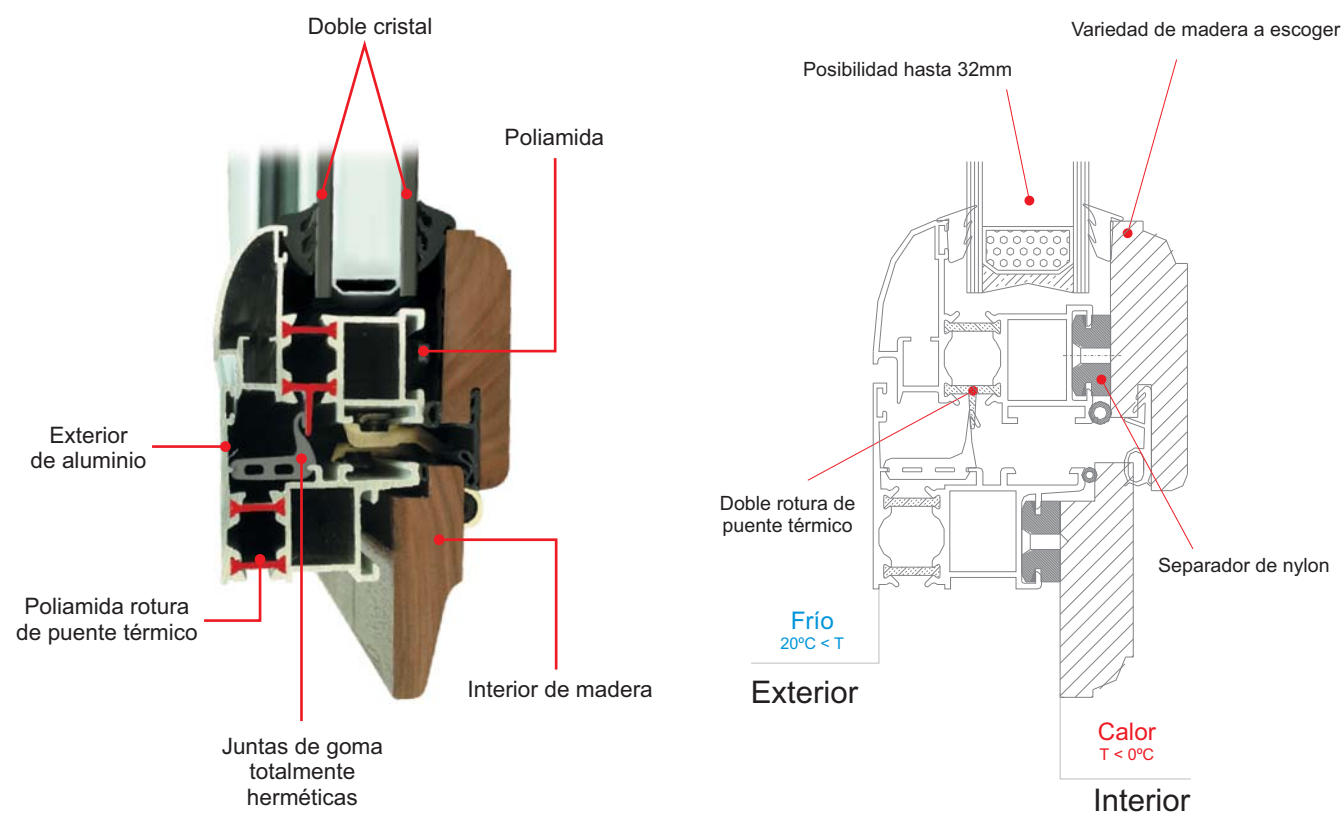 Doble cristal
Poliamida
Exterior
de aluminio
Poliamida rotura
de puente térmico
Interior de madera
Juntas de goma
totalmente
herméticas
Variedad de madera a escoger
Posibilidad hasta 32mm
Doble rotura de
puente térmico
Separador de nylon
Frío
20ºC < T
Exterior
Calor
T < 0ºC
Interior